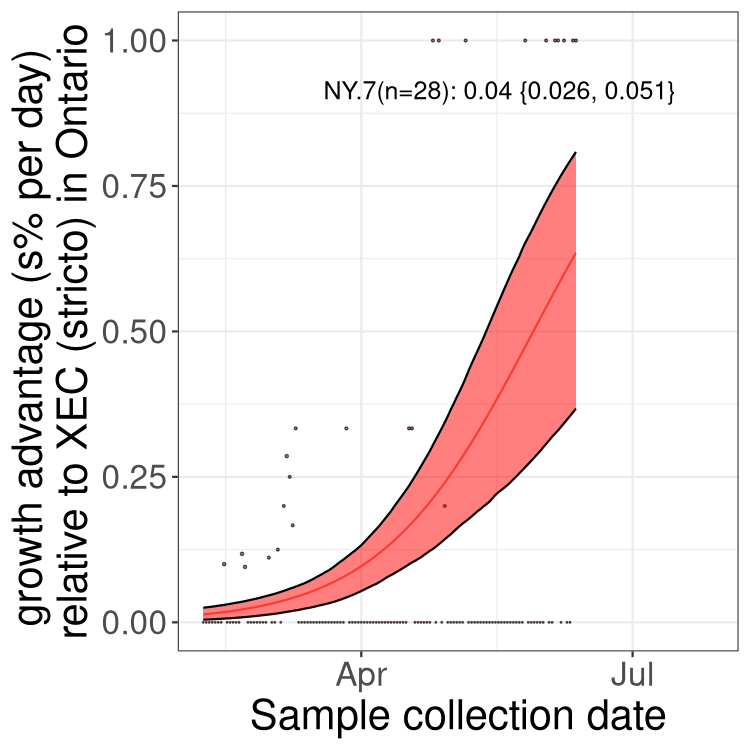 growth advantage (s% per day)
relative to XEC (stricto) in Ontario
1.00
0.75
0.50
0.25
0.00
NY.7(n=28): 0.04 {0.026, 0.051}
Apr
Jul
Sample collection date